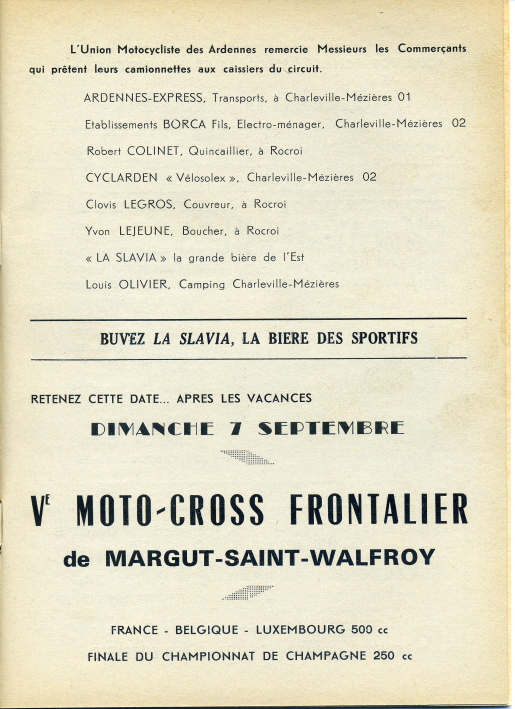 L'Union Motocycliste des Ardennes remercie Messieurs les Commerçants
qui prêtent leurs camionnettes aux caissiers du circuit.
ARDENNES-EXPRESS, Transports, à Charleville-Mézières 01
Etablissements BORCA Fils, Electro-ménager, Charleville-Mézières 02
Robert COLINET, Quincaillier, à Rocroi
CYCLARDEN « Vélosolex », Charleville-Mézières 02
Clovis LEGROS, Couvreur, à Rocroi
Yvon LEJEUNE, Boucher, à Rocroi
« LA SLAVIA » la grande bière de l'Est
Louis OLIVIER, Camping Charleville-Mézières
BUVEZ LA SLAVIA, LA BIERE DES SPORTIFS
RETENEZ CETTE DATE... APRES LES VACANCES
DIMANCHE 7 SEPTEMBRE
VE MOTO-CROSS FRONTALIER
de MARGUT-SAINT-WALFROY
FRANCE - BELGIQUE - LUXEMBOURG 500 cc
FINALE DU CHAMPIONNAT DE CHAMPAGNE 250 cc